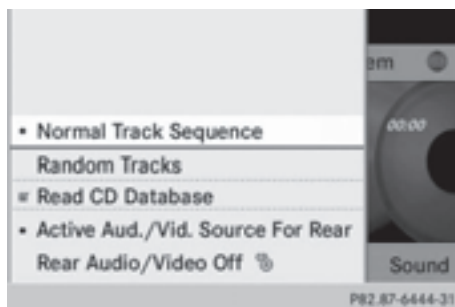 em
• Normal Track Sequence
00:00
Random Tracks
Read CD Database
• Active Aud./Vid. Source For Rear
Rear Audio/Video Off
Sound
P82.87-6444-31